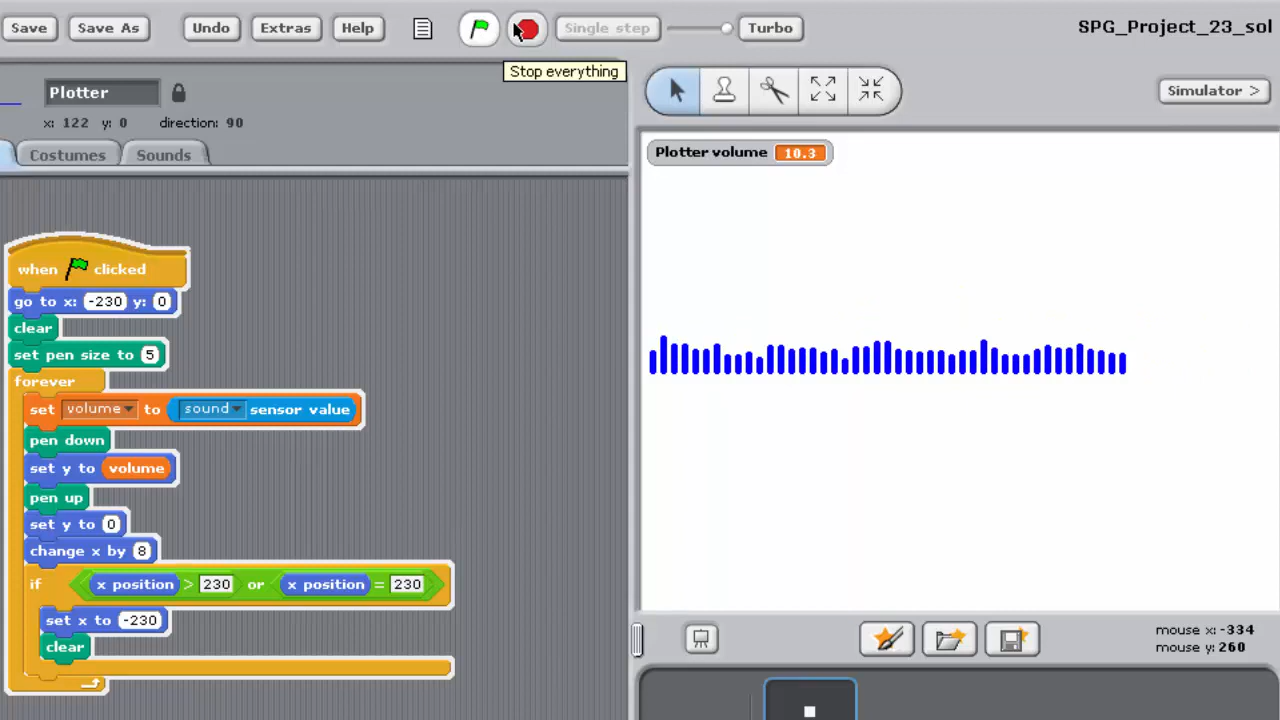 Save Save As Undo Extras Help Single step Turbo SPG_Project_23_sol
Stop everything
Plotter
x: 122 y: 0 direction: 90
Costumes Sounds
Simulator >
Plotter volume 10.3
when clicked
go to x: -230 y: 0
clear
set pen size to 5
forever
set volume to sound sensor value
pen down
set y to volume
pen up
set y to 0
change x by 8
if x position > 230 or x position = 230
set x to -230
clear
mouse x: -334
mouse y: 260